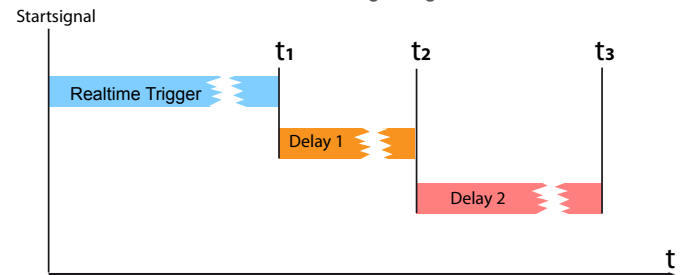 Startsignal
t1
t2
t3
Realtime Trigger
Delay 1
Delay 2
t